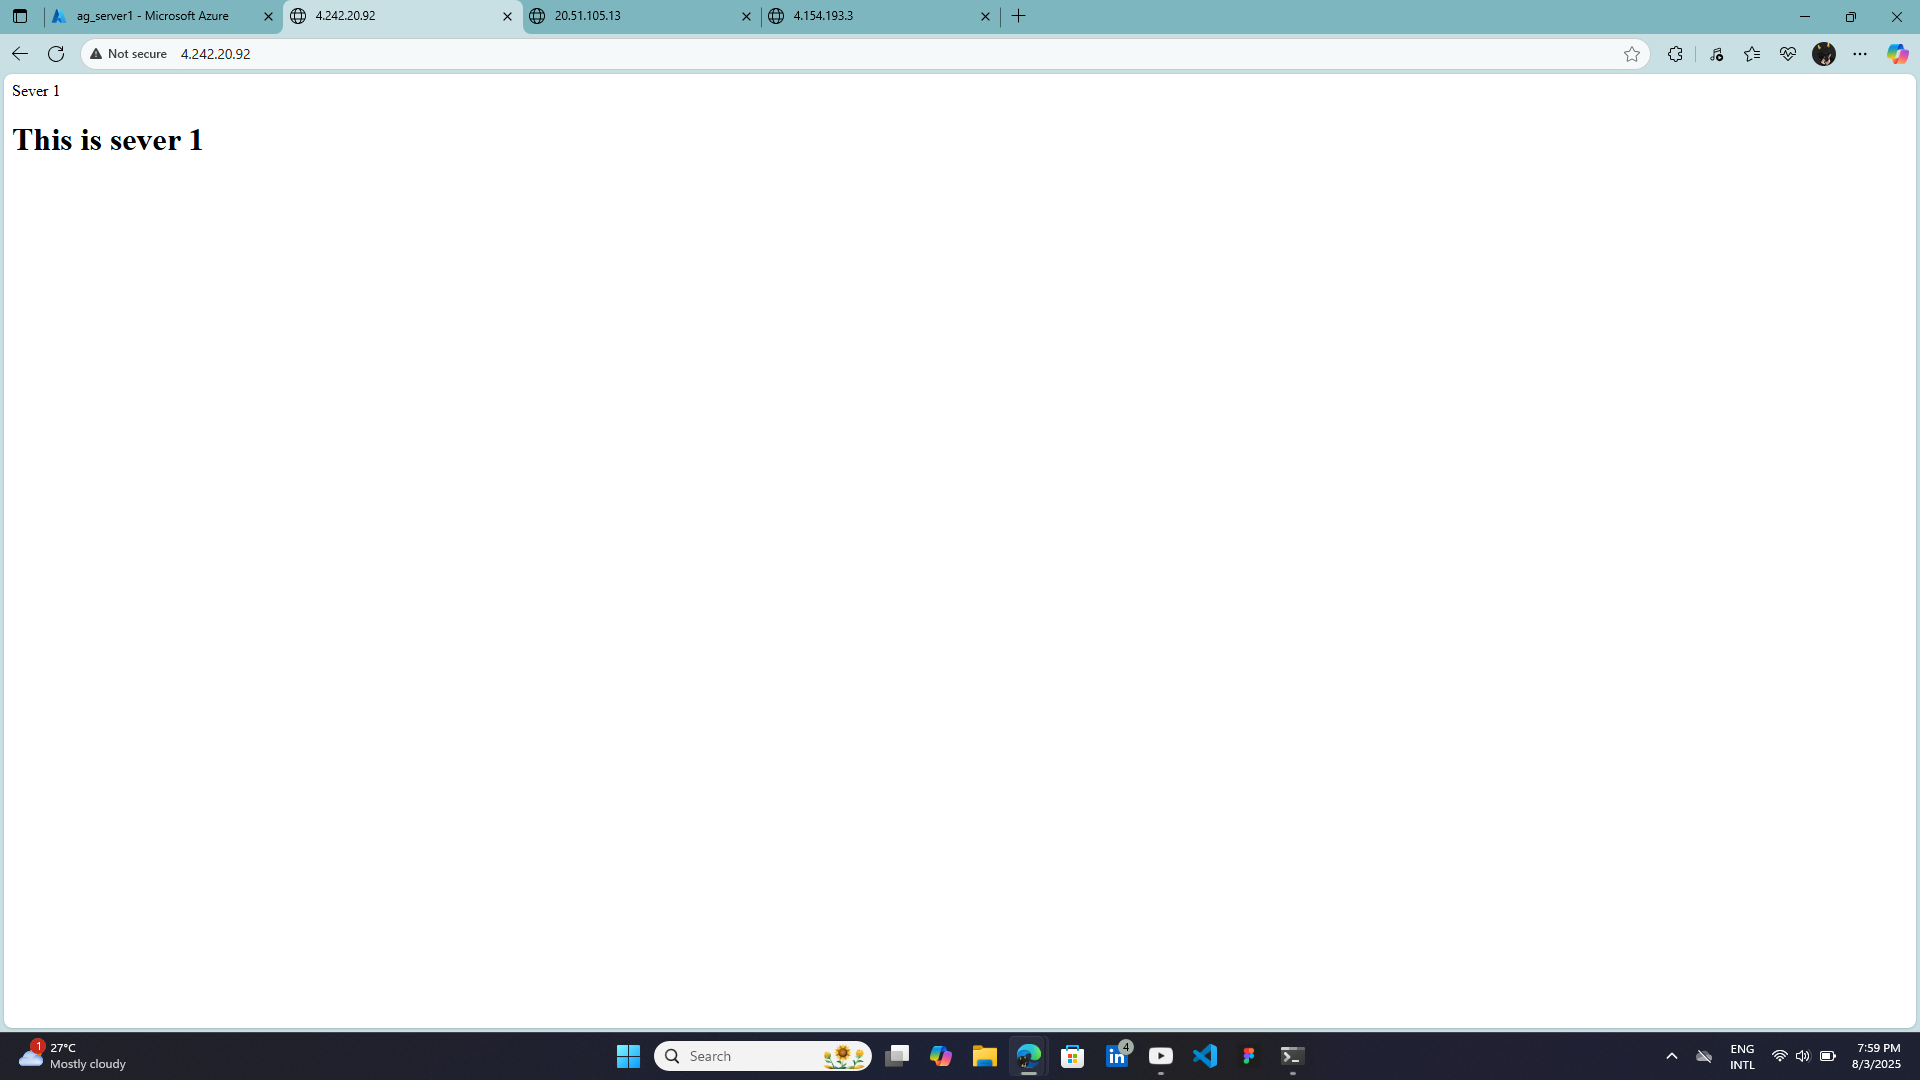 ag_server1 - Microsoft Azure
4.242.20.92
20.51.105.13
4.154.193.3
Not secure
4.242.20.92
Sever 1
This is sever 1
1
27°C
Mostly cloudy
Search
4
ENG
INTL
7:59 PM
8/3/2025